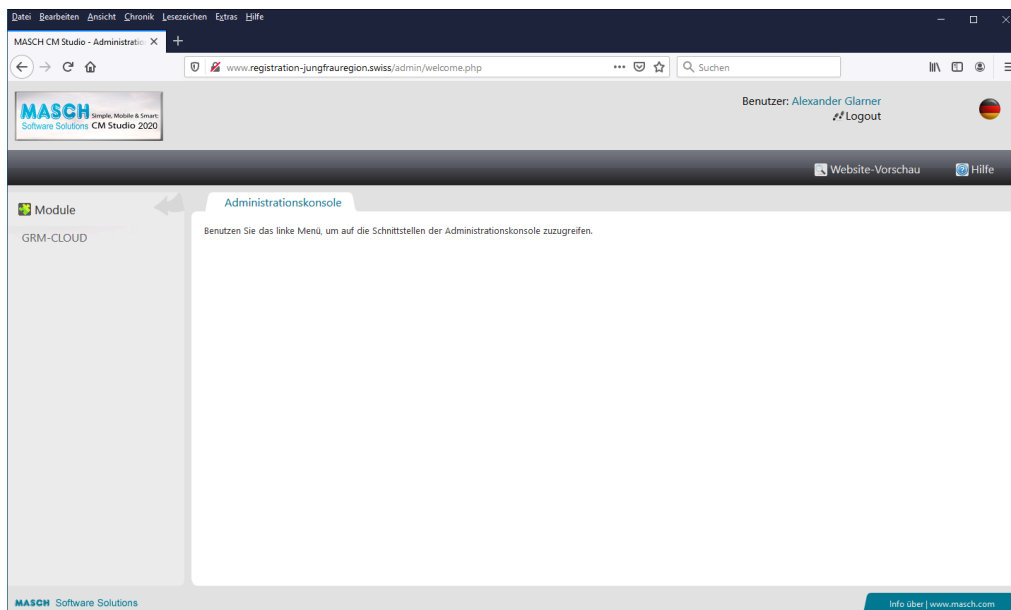 Datei Bearbeiten Ansicht Chronik Lesezeichen Extras Hilfe
MASCH CM Studio - Administratio
www.registration-jungfrauregion.swiss/admin/welcome.php
Suchen
MASCH Simple, Mobile & Smart:
Software Solutions CM Studio 2020
Benutzer: Alexander Glarner
Logout
Website-Vorschau
Hilfe
Module
GRM-CLOUD
Administrationskonsole
Benutzen Sie das linke Menü, um auf die Schnittstellen der Administrationskonsole zuzugreifen.
MASCH Software Solutions
Info über | www.masch.com